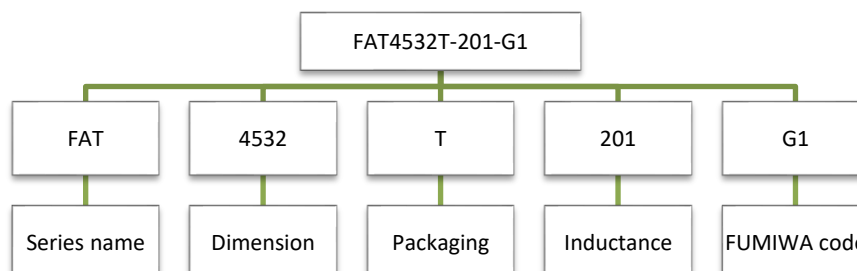 FAT4532T-201-G1
FAT
4532
T
201
G1
Series name
Dimension
Packaging
Inductance
FUMIWA code